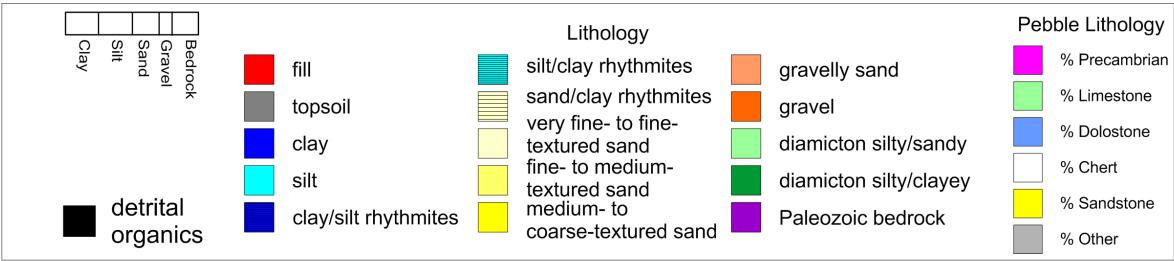 Clay
Silt
Sand
Gravel
Bedrock
detrital
organics
Lithology
fill
topsoil
clay
silt
clay/silt rhythmites
silt/clay rhythmites
sand/clay rhythmites
very fine- to fine-
textured sand
fine- to medium-
textured sand
medium- to
coarse-textured sand
gravelly sand
gravel
diamicton silty/sandy
diamicton silty/clayey
Paleozoic bedrock
Pebble Lithology
% Precambrian
% Limestone
% Dolostone
% Chert
% Sandstone
% Other